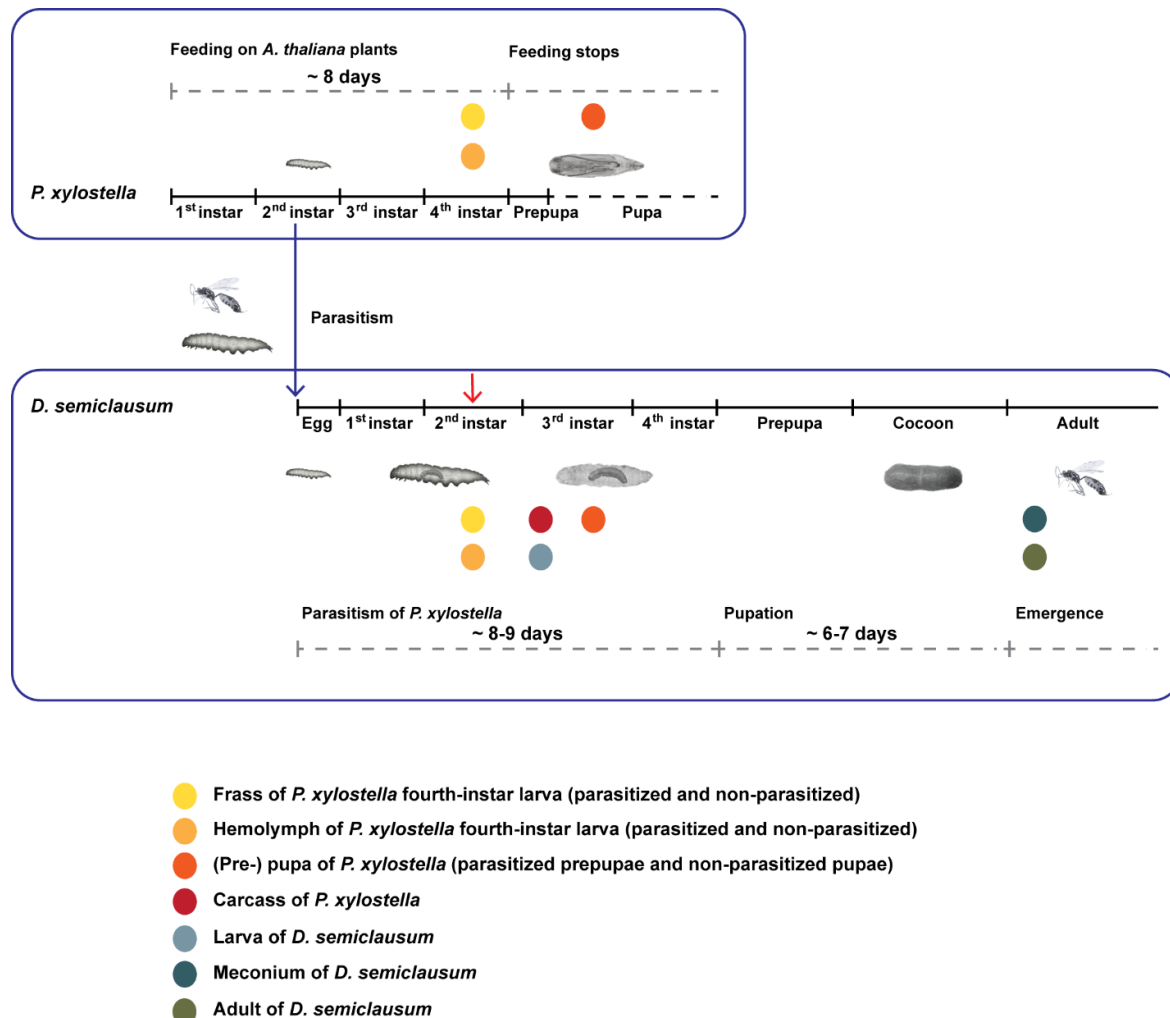 Feeding on A. thaliana plants
Feeding stops
~ 8 days
P. xylostella
1st instar
2nd instar
3rd instar
4th instar
Prepupa
Pupa
Parasitism
D. semiclausum
Egg
1st instar
2nd instar
3rd instar
4th instar
Prepupa
Cocoon
Adult
Parasitism of P. xylostella
Pupation
Emergence
~ 8-9 days
~ 6-7 days
Frass of P. xylostella fourth-instar larva (parasitized and non-parasitized)
Hemolymph of P. xylostella fourth-instar larva (parasitized and non-parasitized)
(Pre-) pupa of P. xylostella (parasitized prepupae and non-parasitized pupae)
Carcass of P. xylostella
Larva of D. semiclausum
Meconium of D. semiclausum
Adult of D. semiclausum